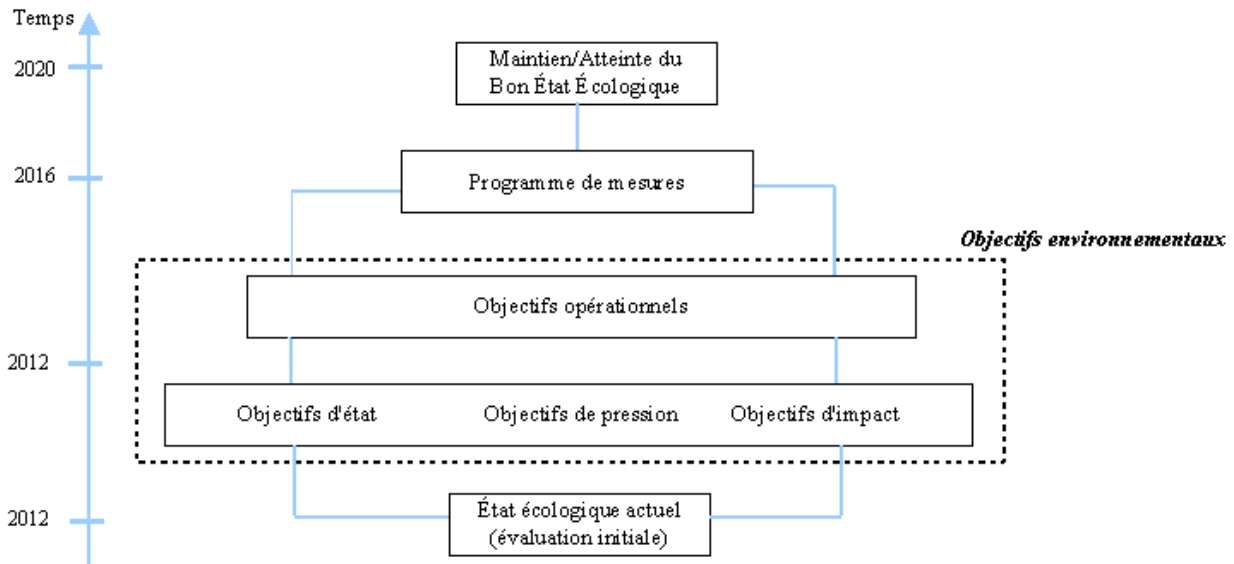 Temps
2020
Maintien/Atteinte du
Bon État Écologique
2016
Programme de mesures
Objectifs environnementaux
Objectifs opérationnels
2012
Objectifs d'état
Objectifs de pression
Objectifs d'impact
2012
État écologique actuel
(évaluation initiale)